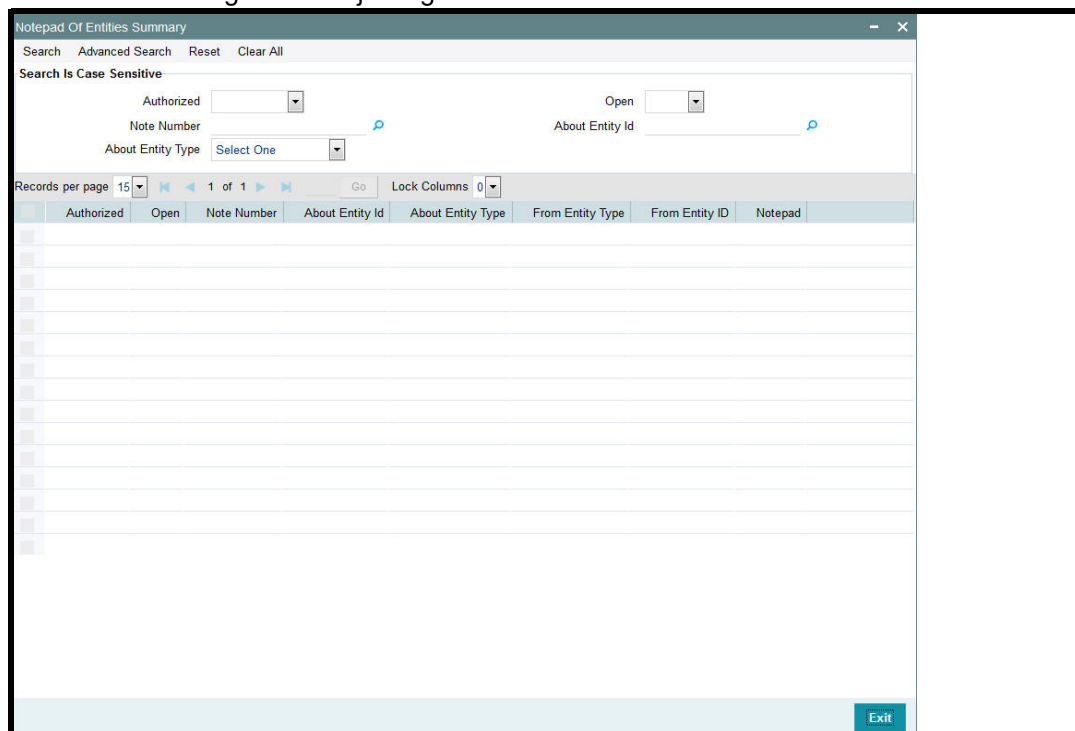 Notepad Of Entities Summary
Search Advanced Search Reset Clear All
Search Is Case Sensitive
Authorized Open
Note Number About Entity Id
About Entity Type Select One
Records per page 15 1 of 1 Go Lock Columns 0
Authorized Open Note Number About Entity Id About Entity Type From Entity Type From Entity ID Notepad
Exit